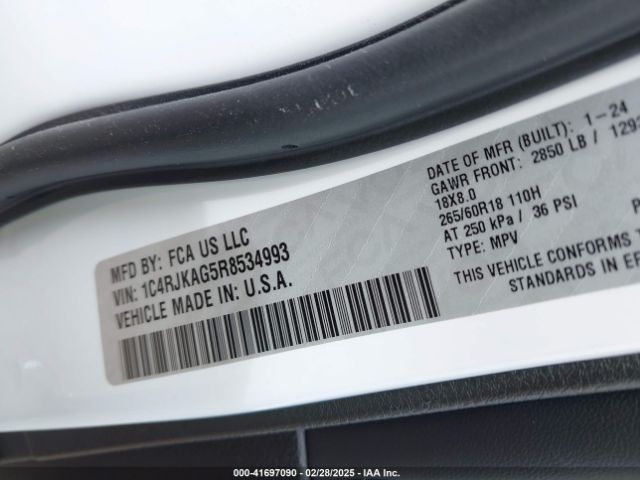 MFD BY: FCA US LLC
VIN: 1C4RJKAG5R8534993
VEHICLE MADE IN: U.S.A.
DATE OF MFR (BUILT): 1-24
GAWR FRONT: 2850 LB /
18X8.0
265/60R18 110H
AT 250 kPa / 36 PSI
TYPE: MPV
THIS VEHICLE CONFORMS
STANDARDS IN
000-41697090 — 02/28/2025 — IAA Inc.